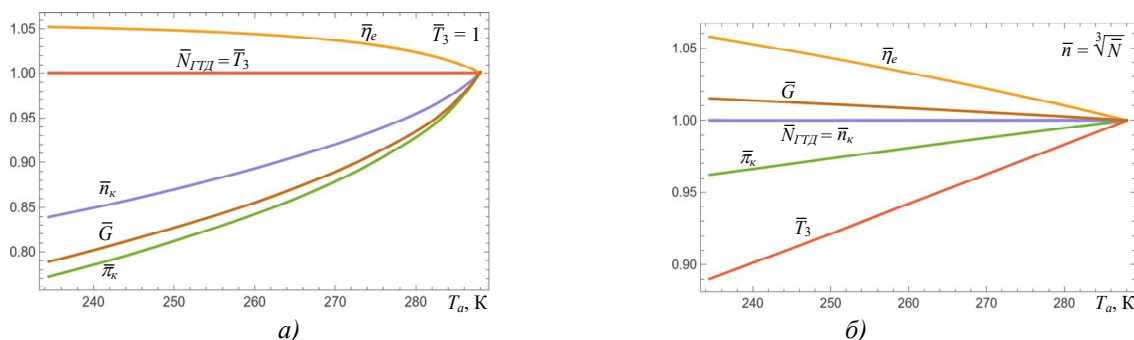 1.05
1.00
0.95
0.90
0.85
0.80
η̄ₑ
T̄₃ = 1
N̄ГТД = T̄₃
n̄к
Ḡ
π̄к
240 250 260 270 280
Tₐ, К
а)
1.05
1.00
0.95
0.90
n̄ = ∛N̄
η̄ₑ
Ḡ
N̄ГТД = n̄к
π̄к
T̄₃
240 250 260 270 280
Tₐ, К
б)